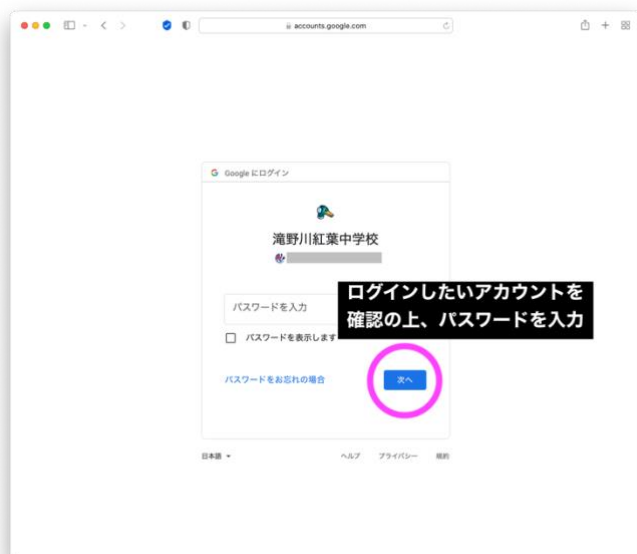 accounts.google.com
Google にログイン
滝野川紅葉中学校
パスワードを入力
ログインしたいアカウントを
確認の上、パスワードを入力
パスワードを表示します
パスワードをお忘れの場合
次へ
日本語
ヘルプ プライバシー 規約